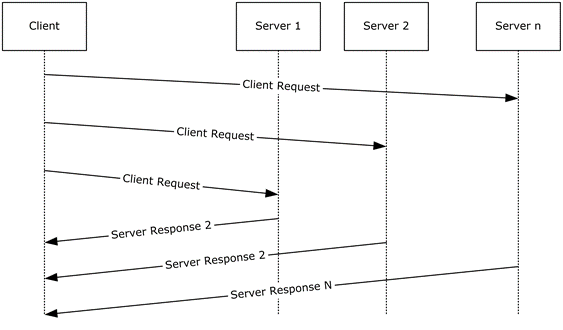 Client
Server 1
Server 2
Server n
Client Request
Client Request
Client Request
Server Response 2
Server Response 2
Server Response N